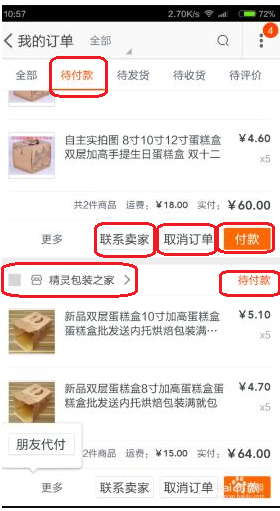 10:57
2.70K/s
72%
我的订单
全部
4
全部
待付款
待发货
待收货
待评价
自主实拍图 8寸10寸12寸蛋糕盒
双层加高手提生日蛋糕盒 双十二
¥4.60
x5
共2件商品 运费: ¥18.00 实付: ¥60.00
更多
联系卖家
取消订单
付款
精灵包装之家
待付款
新品双层蛋糕盒10寸加高蛋糕盒
蛋糕盒批发送内托烘焙包装满…
¥5.10
x5
新品双层蛋糕盒8寸加高蛋糕盒蛋
糕盒批发送内托烘焙包装满就包
¥4.70
x5
朋友代付
2件商品 运费: ¥15.00 实付: ¥64.00
更多
联系卖家
取消订单
付款